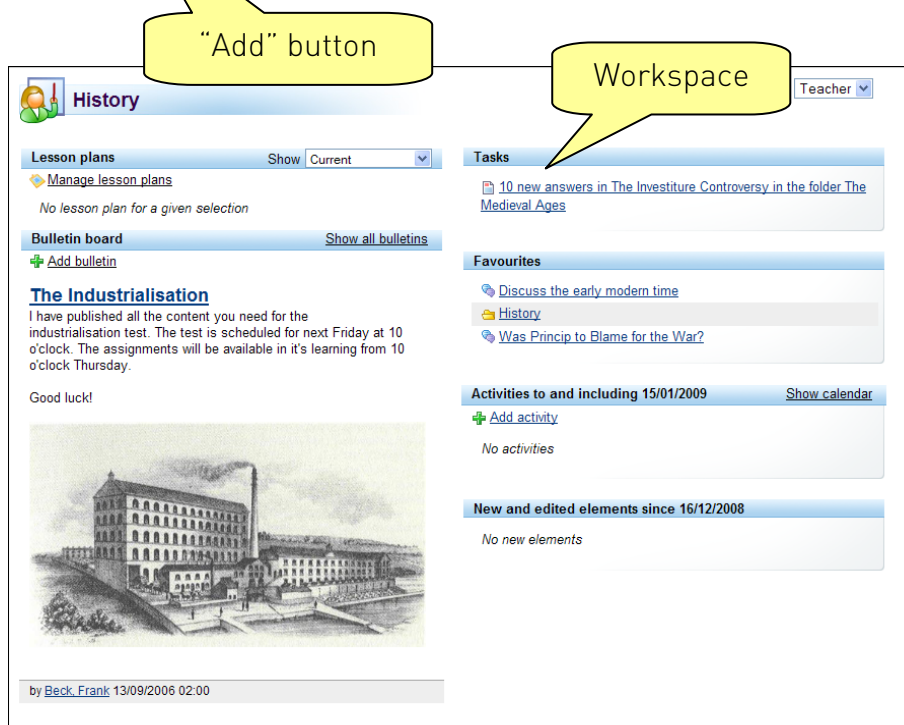 “Add” button
Workspace
History
Teacher
Lesson plans
Show Current
Manage lesson plans
No lesson plan for a given selection
Bulletin board
Show all bulletins
Add bulletin
The Industrialisation
I have published all the content you need for the
industrialisation test. The test is scheduled for next Friday at 10
o'clock. The assignments will be available in it's learning from 10
o'clock Thursday.
Good luck!
by Beck, Frank 13/09/2006 02:00
Tasks
10 new answers in The Investiture Controversy in the folder The
Medieval Ages
Favourites
Discuss the early modern time
History
Was Princip to Blame for the War?
Activities to and including 15/01/2009
Show calendar
Add activity
No activities
New and edited elements since 16/12/2008
No new elements